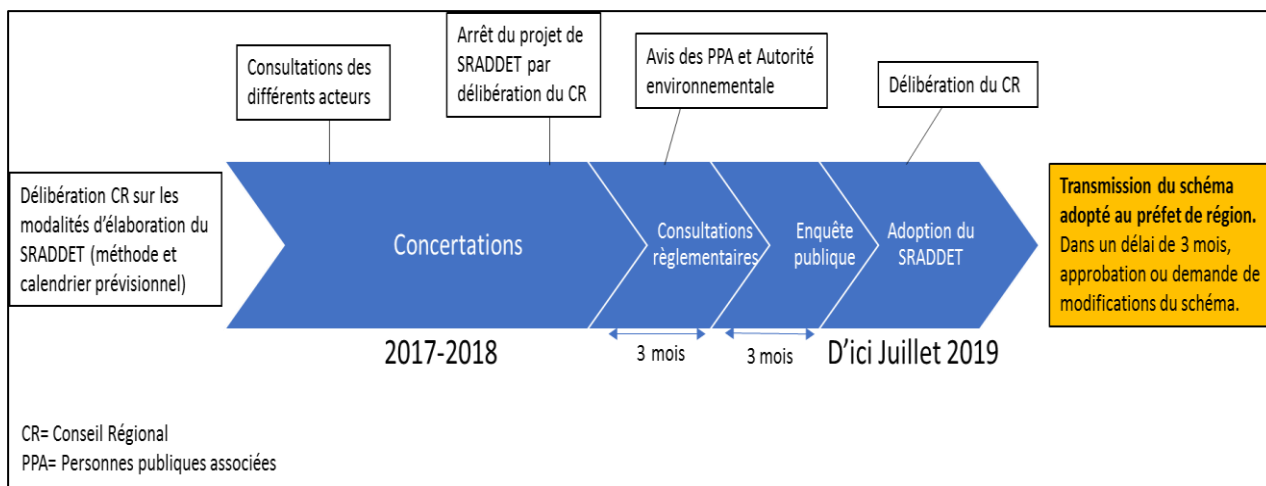 Délibération CR sur les
modalités d'élaboration du
SRADDET (méthode et
calendrier prévisionnel)
Consultations des
différents acteurs
Arrêt du projet de
SRADDET par
délibération du CR
Avis des PPA et Autorité
environnementale
Délibération du CR
Concertations
Consultations
règlementaires
Enquête
publique
Adoption du
SRADDET
Transmission du schéma
adopté au préfet de région.
Dans un délai de 3 mois,
approbation ou demande de
modifications du schéma.
2017-2018
3 mois
3 mois
D'ici Juillet 2019
CR= Conseil Régional
PPA= Personnes publiques associées